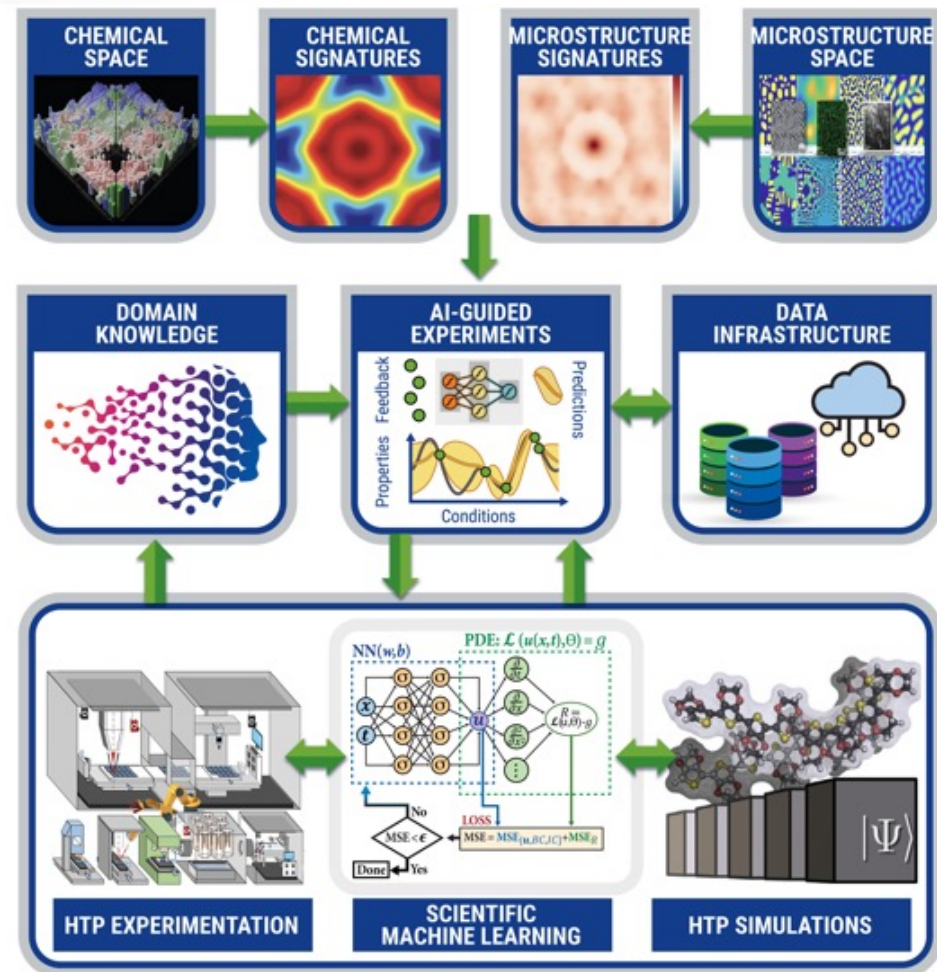 CHEMICAL
SPACE
CHEMICAL
SIGNATURES
MICROSTRUCTURE
SIGNATURES
MICROSTRUCTURE
SPACE
DOMAIN
KNOWLEDGE
AI-GUIDED
EXPERIMENTS
Feedback
Predictions
Properties
Conditions
DATA
INFRASTRUCTURE
NN(w,b)
PDE: ℒ (u(x,t),Θ) = g
x
t
σ σ
σ σ
σ σ
σ σ
u
R =
ℒ(u,Θ)-g
⋮
No
MSE<ϵ
Yes
Done
LOSS
MSE= MSE{u,BC,IC}+MSE_R
|Ψ⟩
HTP EXPERIMENTATION
SCIENTIFIC
MACHINE LEARNING
HTP SIMULATIONS